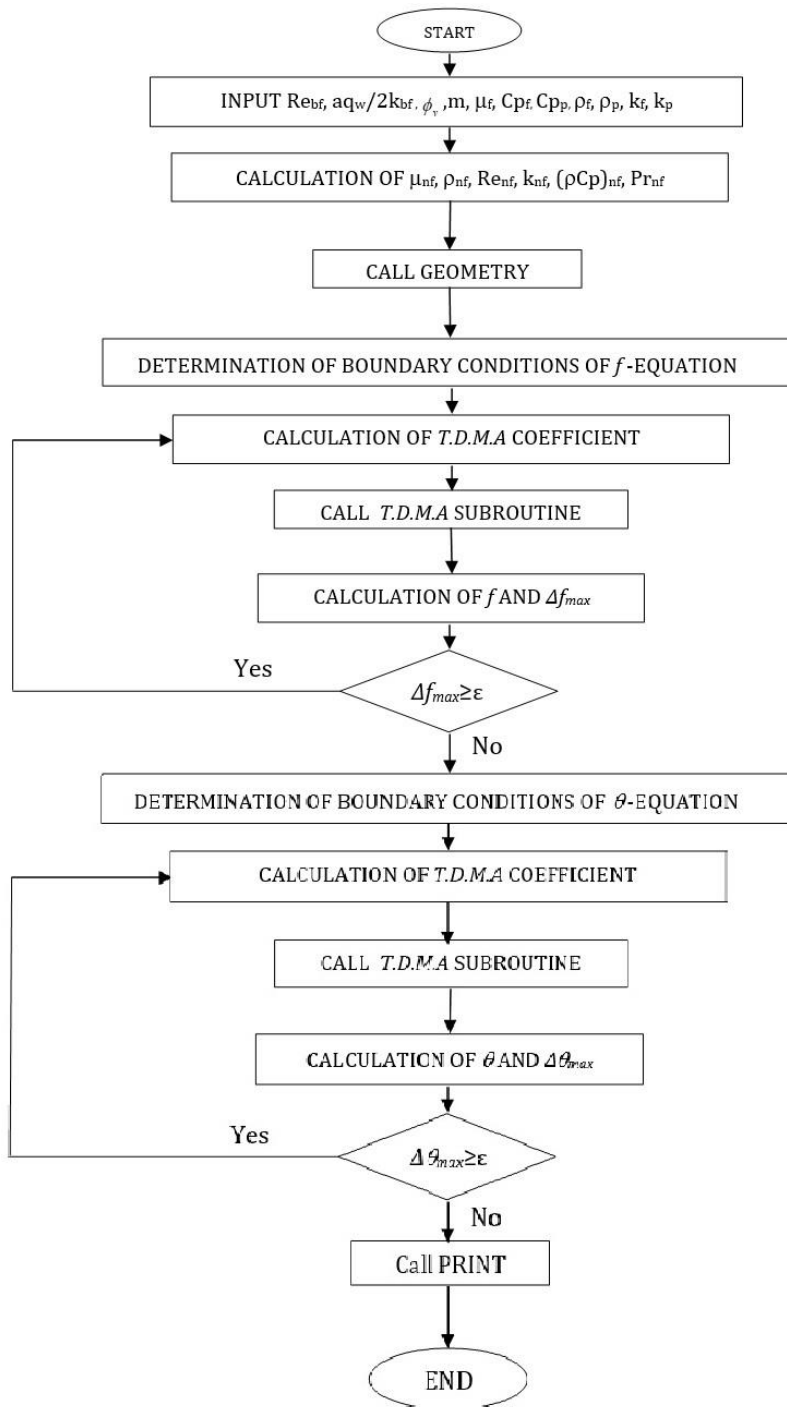 START
INPUT Re_bf, aq_w/2k_bf, ϕ_v ,m, μ_f, Cp_f, Cp_p, ρ_f, ρ_p, k_f, k_p
CALCULATION OF μ_nf, ρ_nf, Re_nf, k_nf, (ρCp)_nf, Pr_nf
CALL GEOMETRY
DETERMINATION OF BOUNDARY CONDITIONS OF f-EQUATION
CALCULATION OF T.D.M.A COEFFICIENT
CALL T.D.M.A SUBROUTINE
CALCULATION OF f AND Δf_max
Yes
Δf_max≥ε
No
DETERMINATION OF BOUNDARY CONDITIONS OF θ-EQUATION
CALCULATION OF T.D.M.A COEFFICIENT
CALL T.D.M.A SUBROUTINE
CALCULATION OF θ AND Δθ_max
Yes
Δθ_max≥ε
No
Call PRINT
END